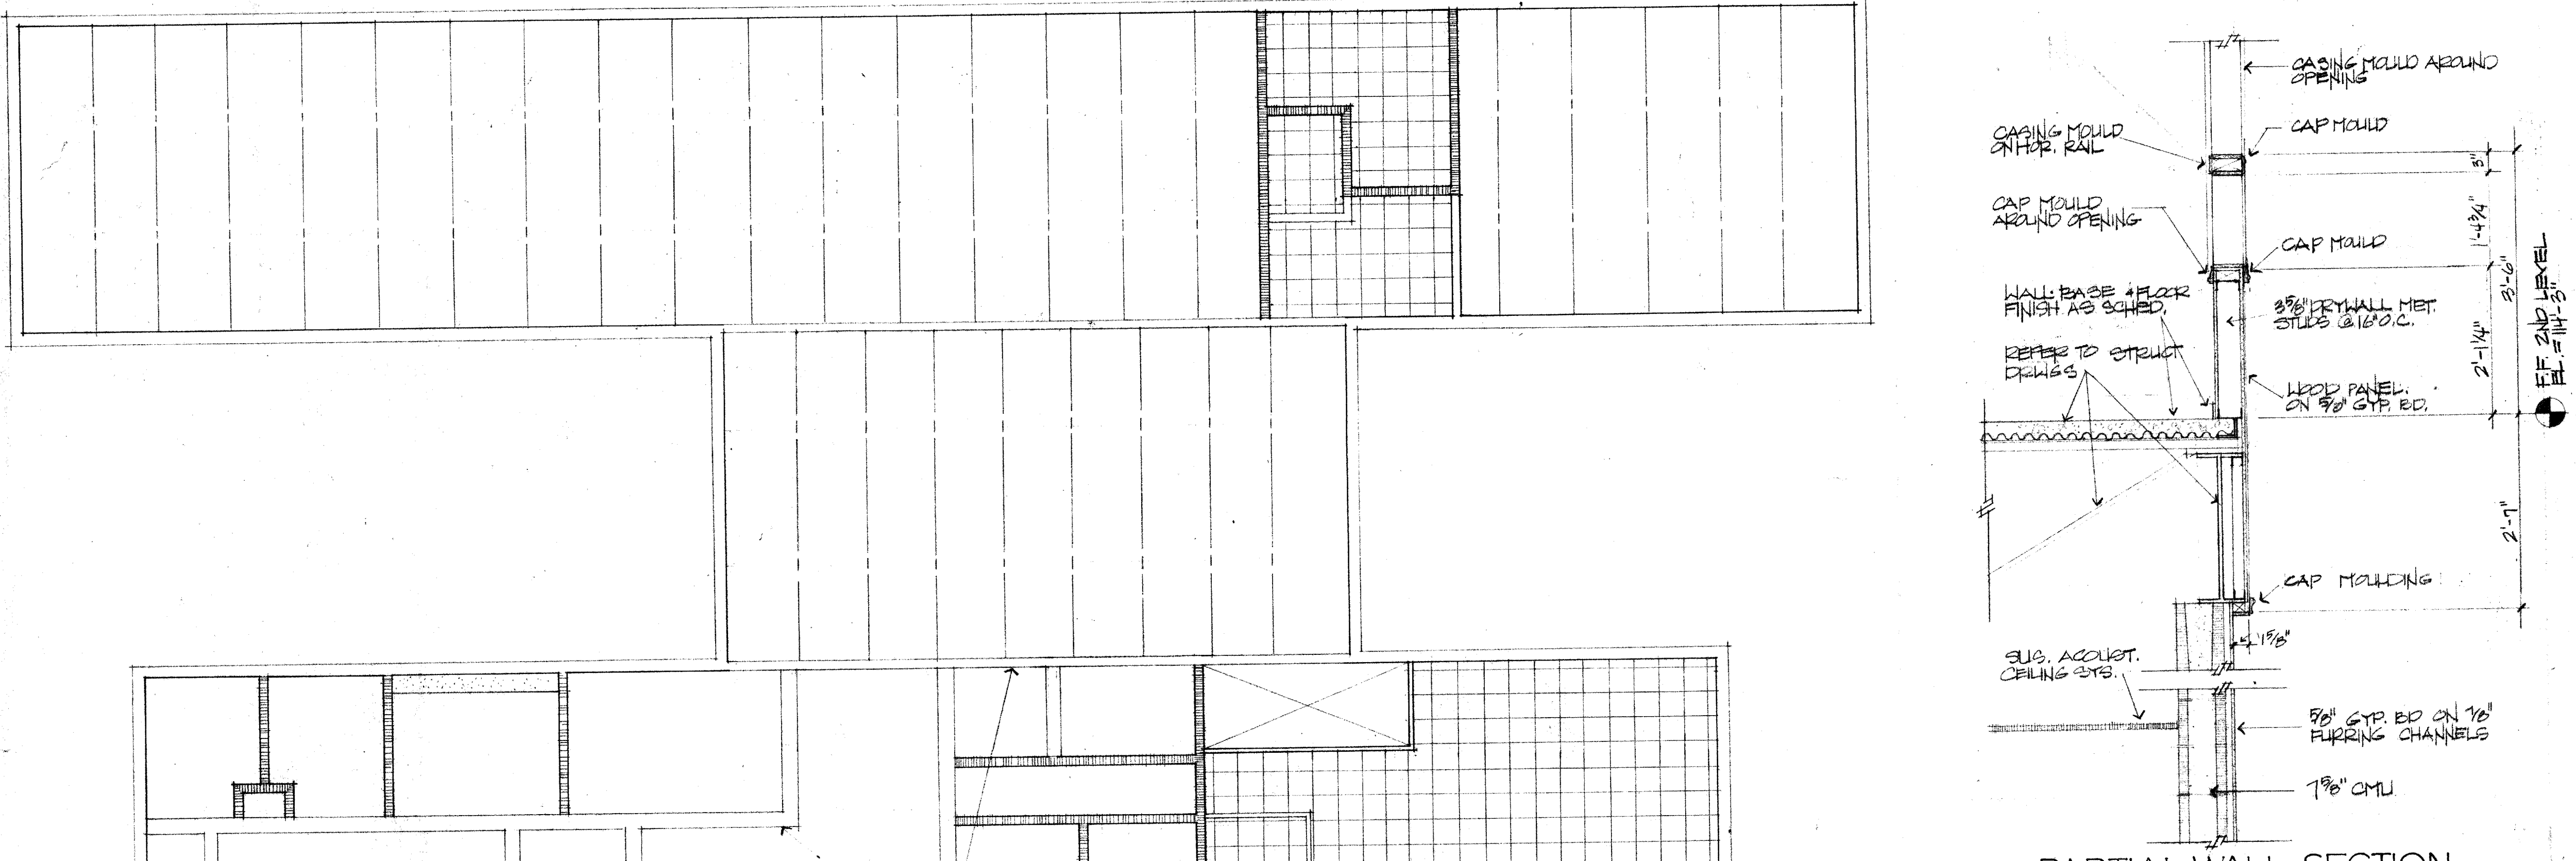 CASING MOULD AROUND
OPENING
CAP MOULD
CASING MOULD
ON HOR. RAIL
3"
CAP MOULD
AROUND OPENING
1'-4 3/4"
CAP MOULD
WALL BASE & FLOOR
FINISH AS SCHED.
3 5/8" DRYWALL MET.
STUDS @ 16" O.C.
3'-6"
F.F. 2ND LEVEL
EL. = 114'-3"
2'-1 1/4"
REFER TO STRUCT
DRWGS
WOOD PANEL
ON 5/8" GYP. BD.
2'-7"
CAP MOULDING
1 5/8"
SUS. ACOUST.
CEILING SYS.
5/8" GYP. BD ON 7/8"
FURRING CHANNELS
7 5/8" CMU
PARTIAL WALL SECTION